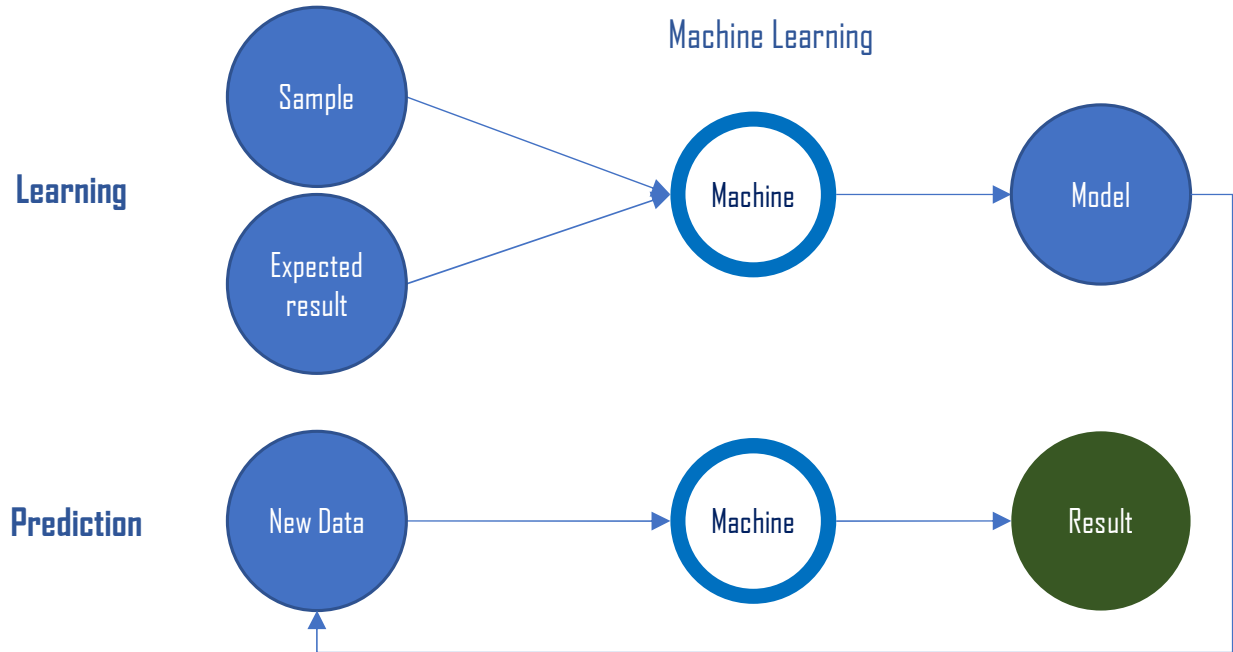 Machine Learning
Learning
Sample
Expected
result
Machine
Model
Prediction
New Data
Machine
Result